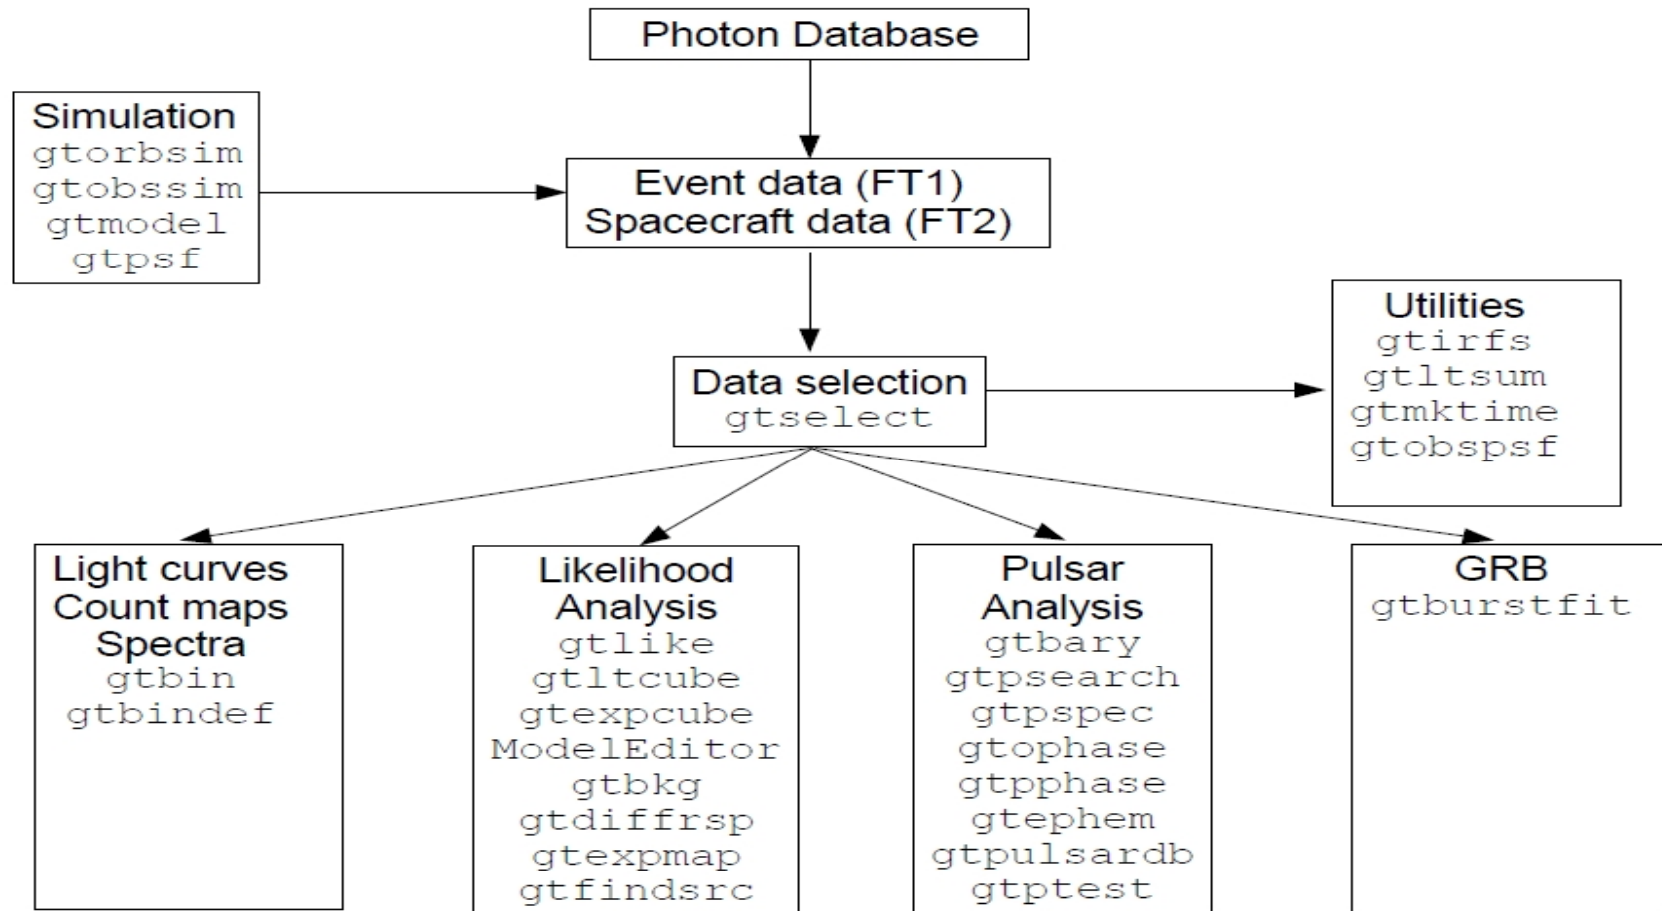 Photon Database
Simulation
gtorbsim
gtobssim
gtmodel
gtpsf
Event data (FT1)
Spacecraft data (FT2)
Data selection
gtselect
Utilities
gtirfs
gtltsum
gtmktime
gtobspsf
Light curves
Count maps
Spectra
gtbin
gtbindef
Likelihood
Analysis
gtlike
gtltcube
gtexpcube
ModelEditor
gtbkg
gtdiffrsp
gtexpmap
gtfindsrc
Pulsar
Analysis
gtbary
gtpsearch
gtpspec
gtophase
gtpphase
gtephem
gtpulsardb
gtptest
GRB
gtburstfit